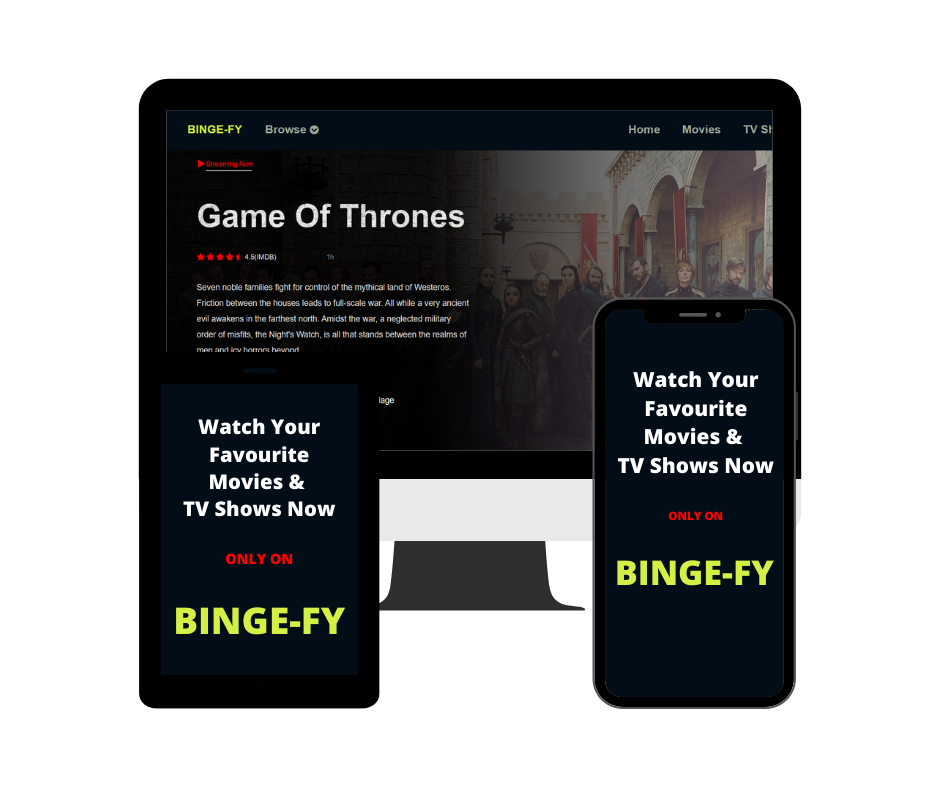 BINGE-FY Browse Home Movies TV Sh
Streaming Now
Game Of Thrones
4.5(IMDB) 1h
Seven noble families fight for control of the mythical land of Westeros.
Friction between the houses leads to full-scale war. All while a very ancient
evil awakens in the farthest north. Amidst the war, a neglected military
order of misfits, the Night's Watch, is all that stands between the realms of
men and icy horrors beyond.
lage
Watch Your
Favourite
Movies &
TV Shows Now
ONLY ON
BINGE-FY
Watch Your
Favourite
Movies &
TV Shows Now
ONLY ON
BINGE-FY